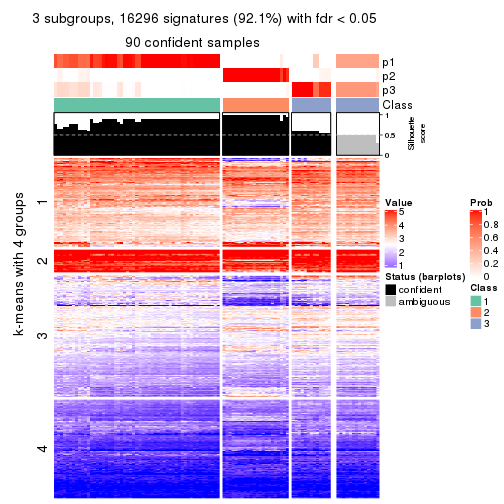 3 subgroups, 16296 signatures (92.1%) with fdr < 0.05
90 confident samples
p1
p2
p3
Class
1
0.5
0
Silhouette
score
k-means with 4 groups
1
2
3
4
Value
5
4
3
2
1
Status (barplots)
confident
ambiguous
Prob
1
0.8
0.6
0.4
0.2
0
Class
1
2
3